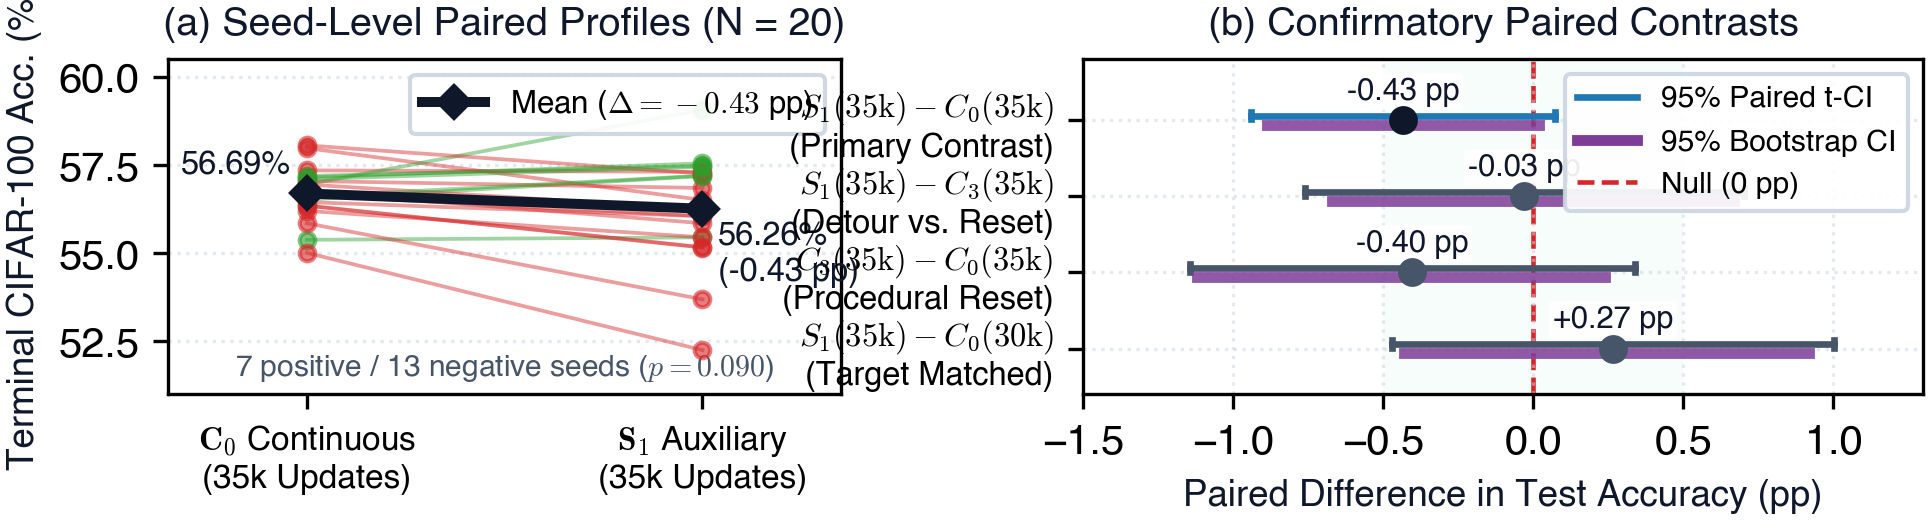 (a) Seed-Level Paired Profiles (N = 20)
Terminal CIFAR-100 Acc. (%
60.0
57.5
55.0
52.5
Mean (Δ = −0.43 pp)
56.69%
56.26%
(-0.43 pp)
7 positive / 13 negative seeds (p = 0.090)
C₀ Continuous
(35k Updates)
S₁ Auxiliary
(35k Updates)
(b) Confirmatory Paired Contrasts
S₁(35k) − C₀(35k)
(Primary Contrast)
S₁(35k) − C₃(35k)
(Detour vs. Reset)
C₃(35k) − C₀(35k)
(Procedural Reset)
S₁(35k) − C₀(30k)
(Target Matched)
-0.43 pp
-0.03 pp
-0.40 pp
+0.27 pp
95% Paired t-CI
95% Bootstrap CI
Null (0 pp)
−1.5
−1.0
−0.5
0.0
0.5
1.0
Paired Difference in Test Accuracy (pp)